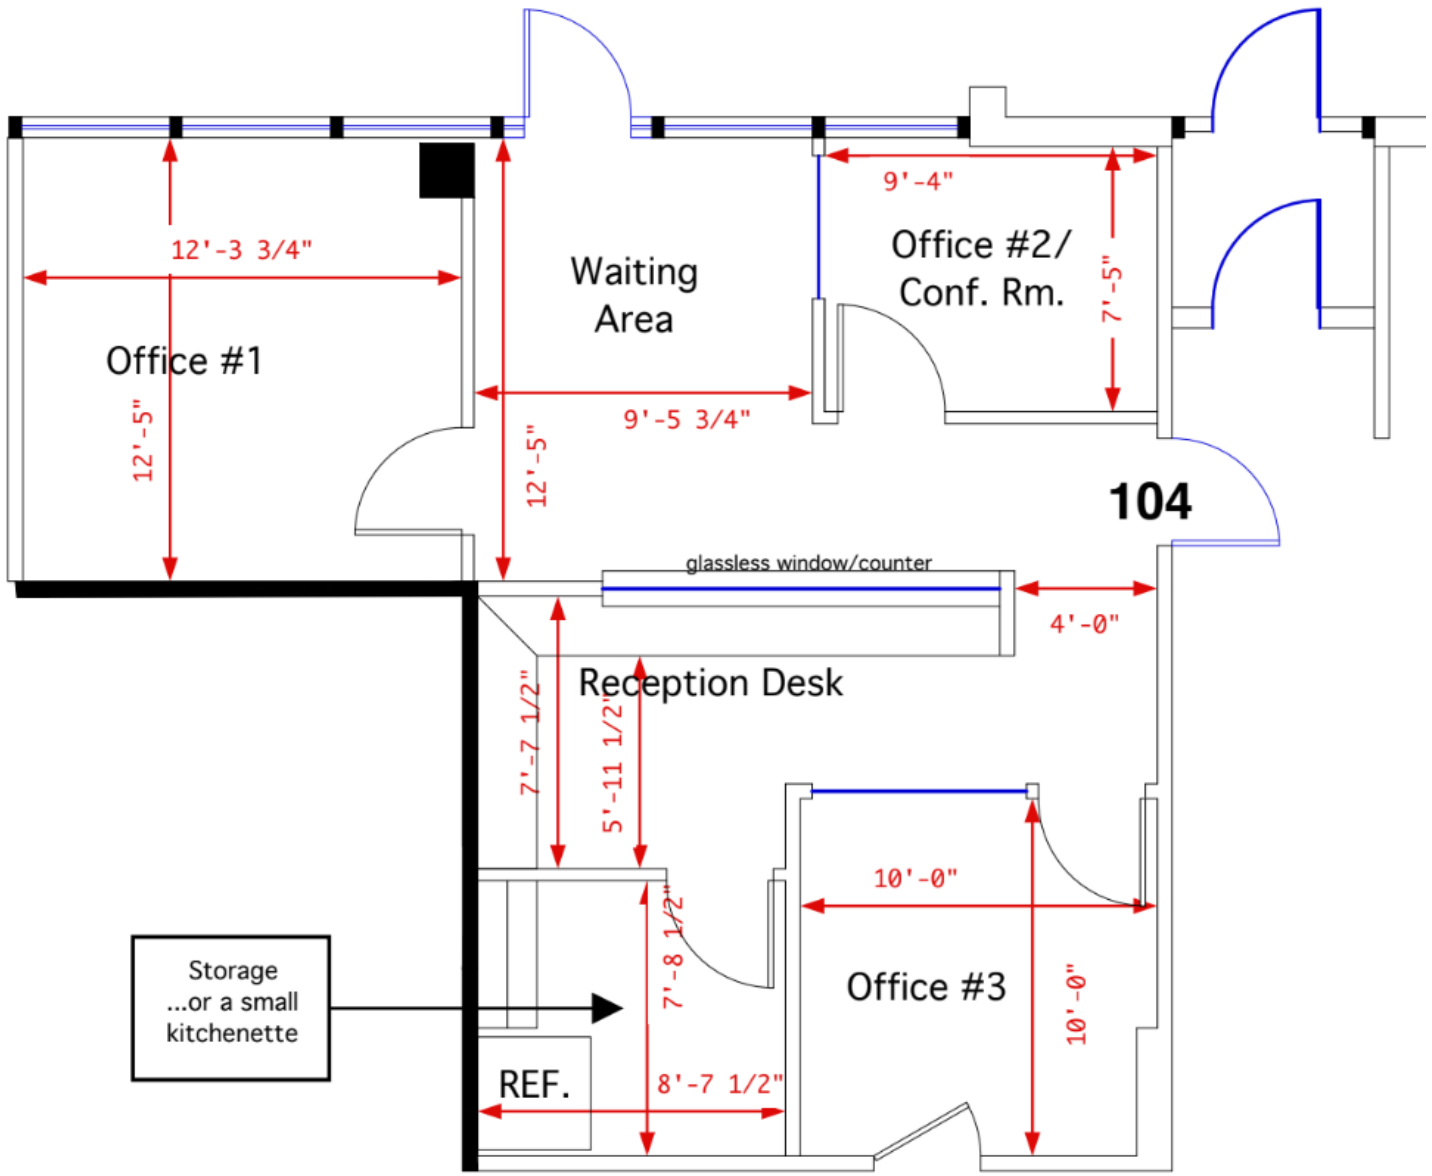 9'-4"
12'-3 3/4"
Office #2/
Conf. Rm.
7'-5"
Waiting
Area
Office #1
12'-5"
9'-5 3/4"
12'-5"
104
glassless window/counter
4'-0"
Reception Desk
7'-7 1/2"
5'-11 1/2"
10'-0"
7'-8 1/2"
Storage
...or a small
kitchenette
Office #3
10'-0"
REF.
8'-7 1/2"